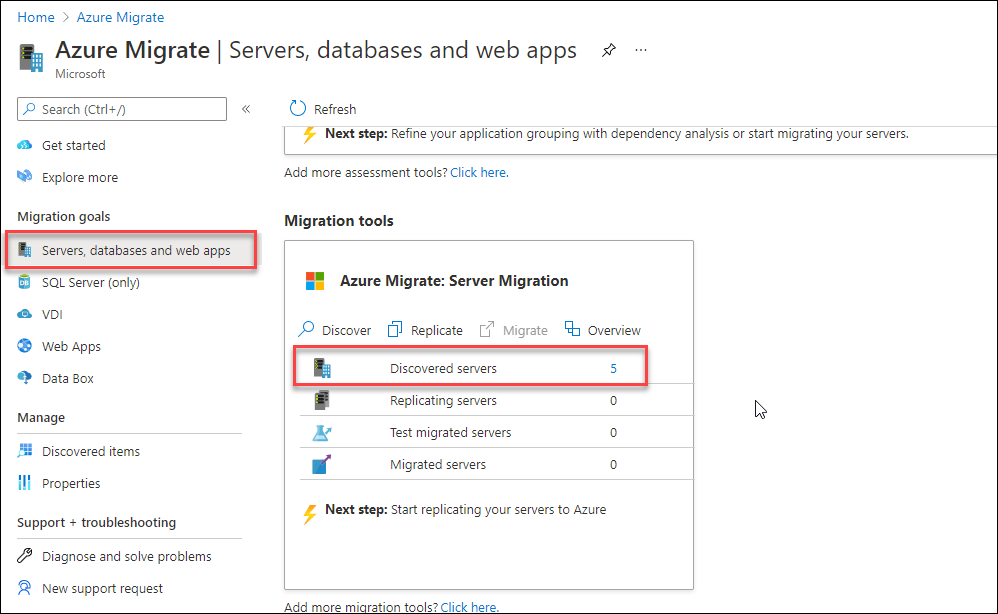 Home > Azure Migrate
Azure Migrate | Servers, databases and web apps
Microsoft
Search (Ctrl+/)
Refresh
Next step: Refine your application grouping with dependency analysis or start migrating your servers.
Get started
Add more assessment tools? Click here.
Explore more
Migration goals
Servers, databases and web apps
SQL Server (only)
VDI
Web Apps
Data Box
Manage
Discovered items
Properties
Support + troubleshooting
Diagnose and solve problems
New support request
Migration tools
Azure Migrate: Server Migration
Discover Replicate Migrate Overview
Discovered servers 5
Replicating servers 0
Test migrated servers 0
Migrated servers 0
Next step: Start replicating your servers to Azure
Add more migration tools? Click here.